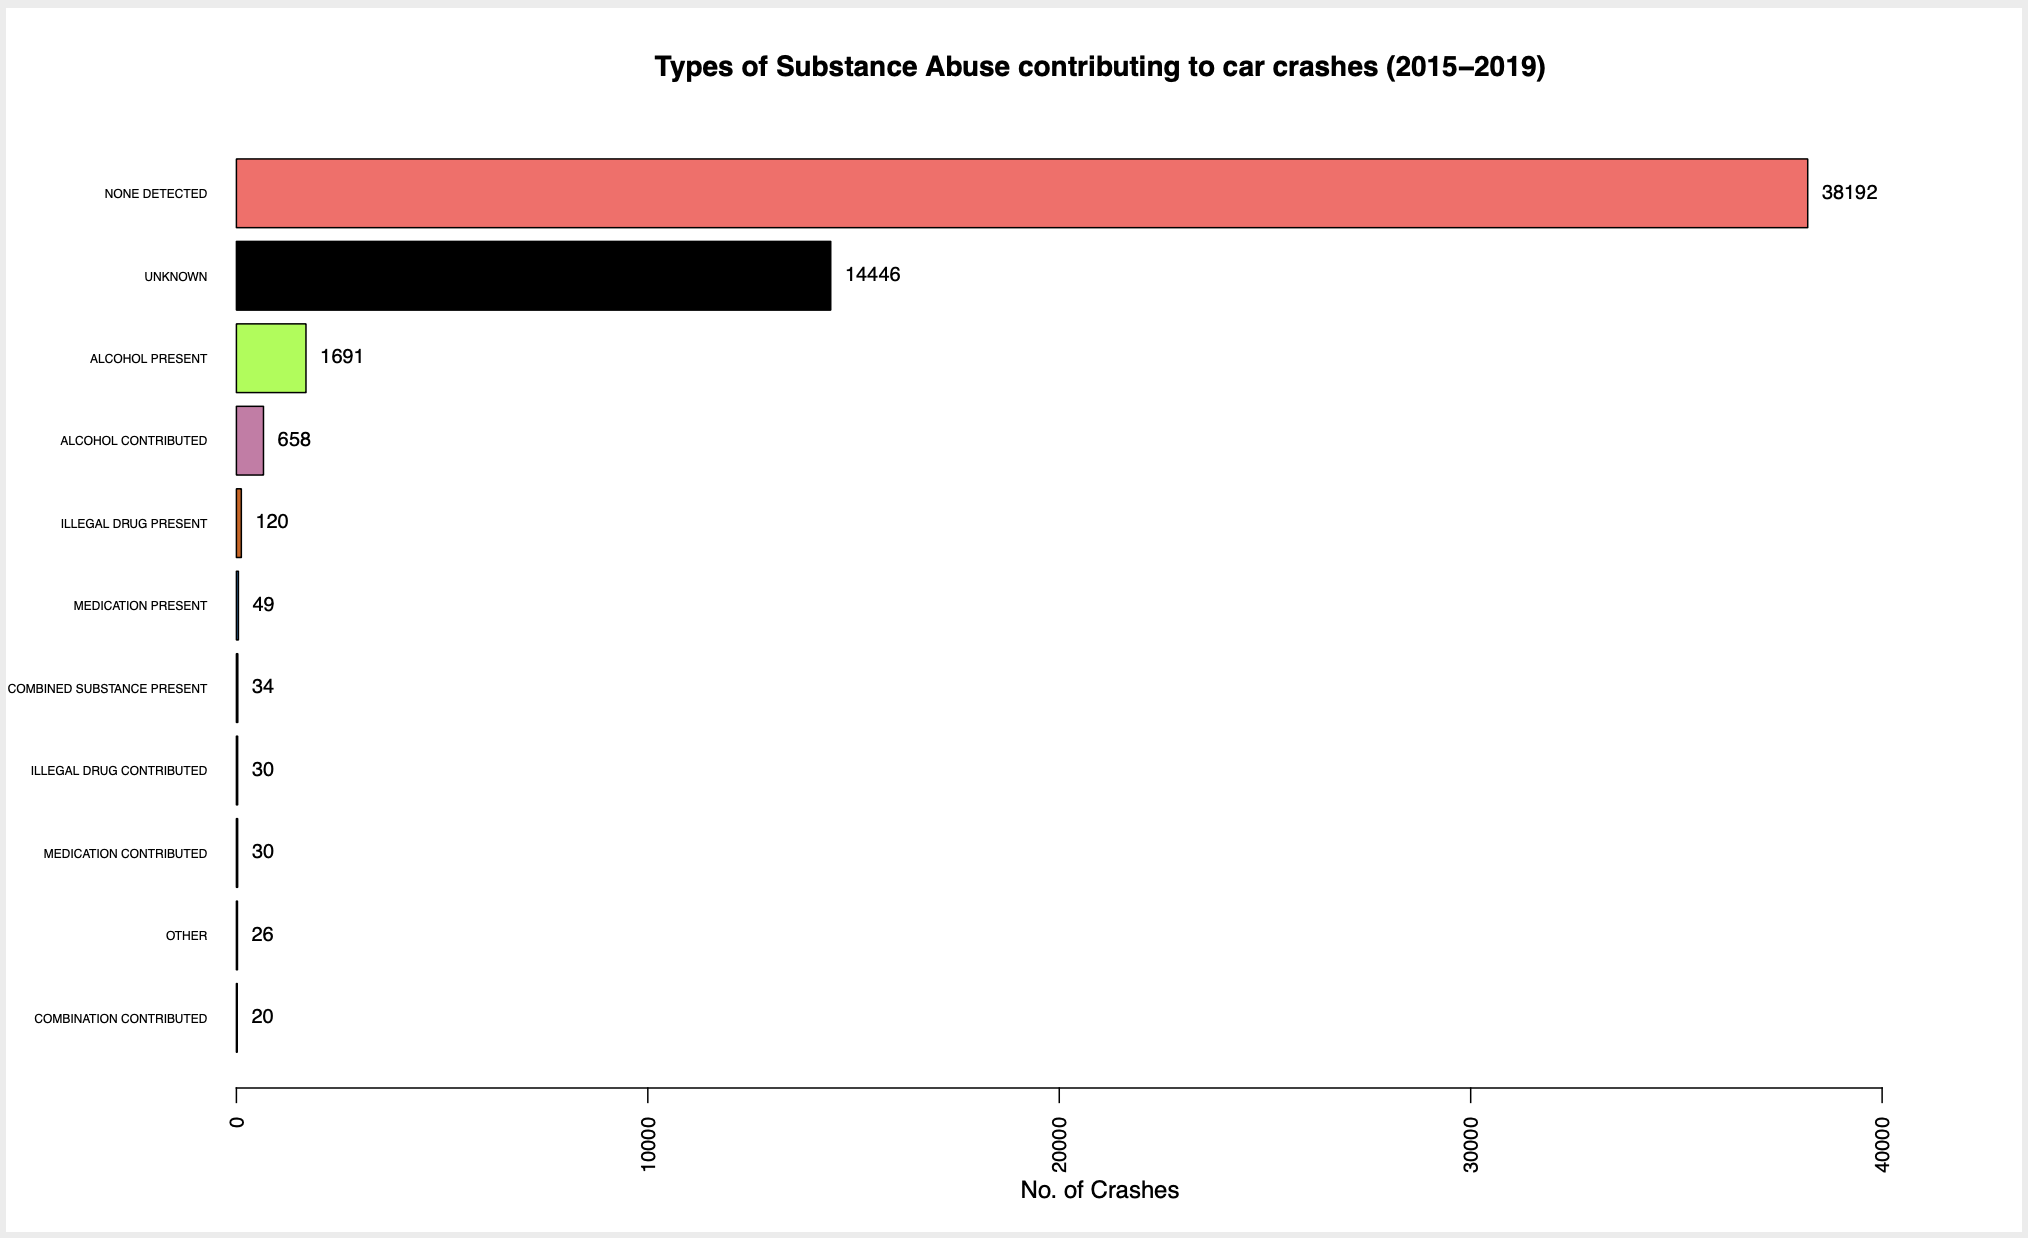 Types of Substance Abuse contributing to car crashes (2015–2019)
NONE DETECTED 38192
UNKNOWN 14446
ALCOHOL PRESENT 1691
ALCOHOL CONTRIBUTED 658
ILLEGAL DRUG PRESENT 120
MEDICATION PRESENT 49
COMBINED SUBSTANCE PRESENT 34
ILLEGAL DRUG CONTRIBUTED 30
MEDICATION CONTRIBUTED 30
OTHER 26
COMBINATION CONTRIBUTED 20
0 10000 20000 30000 40000
No. of Crashes